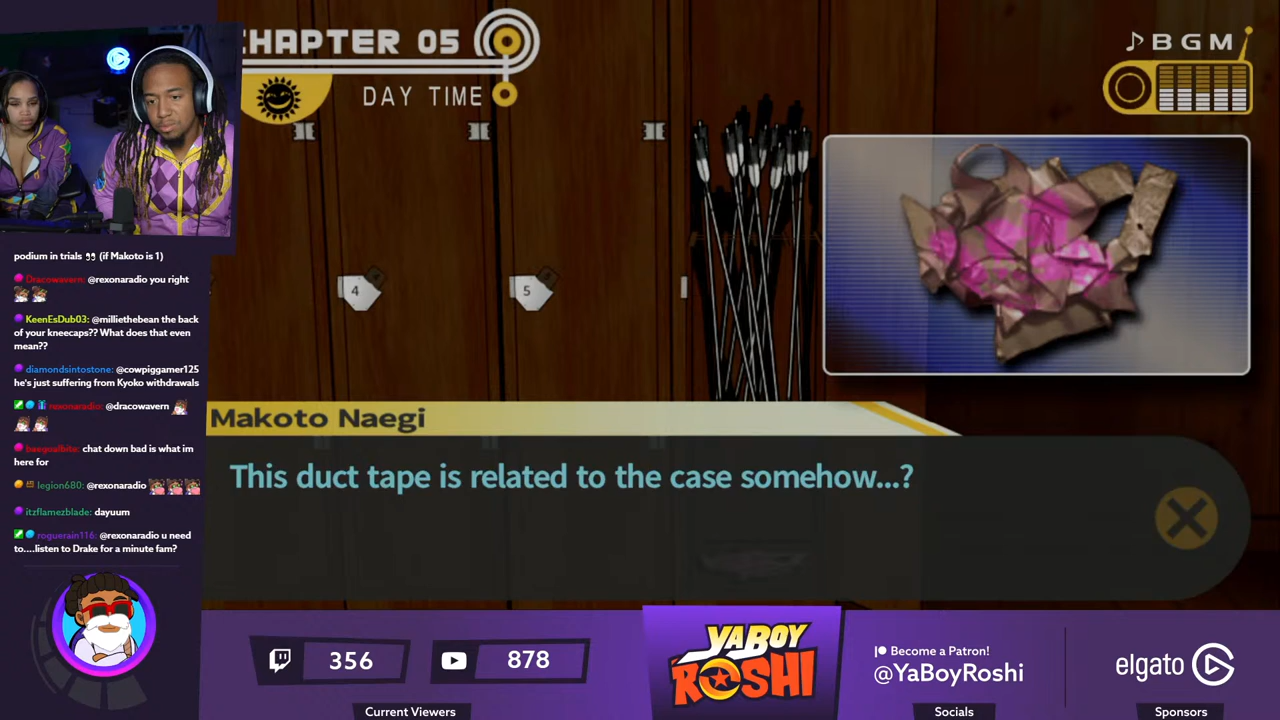 CHAPTER 05
DAY TIME
BGM
4
5
podium in trials 👀 (if Makoto is 1)
Dracowavern: @rexonaradio you right
KeenEsDub03: @milliethebean the back
of your kneecaps?? What does that even
mean??
diamondsintostone: @cowpiggamer125
he's just suffering from Kyoko withdrawals
rexonaradio: @dracowavern
chat down bad is what im
here for
legion680: @rexonaradio
itzflamezblade: dayuum
roguwrain116: @rexonaradio u need
to....listen to Drake for a minute fam?
Makoto Naegi
This duct tape is related to the case somehow...?
356
878
Current Viewers
YABOY
ROSHI
Become a Patron!
@YaBoyRoshi
Socials
elgato
Sponsors